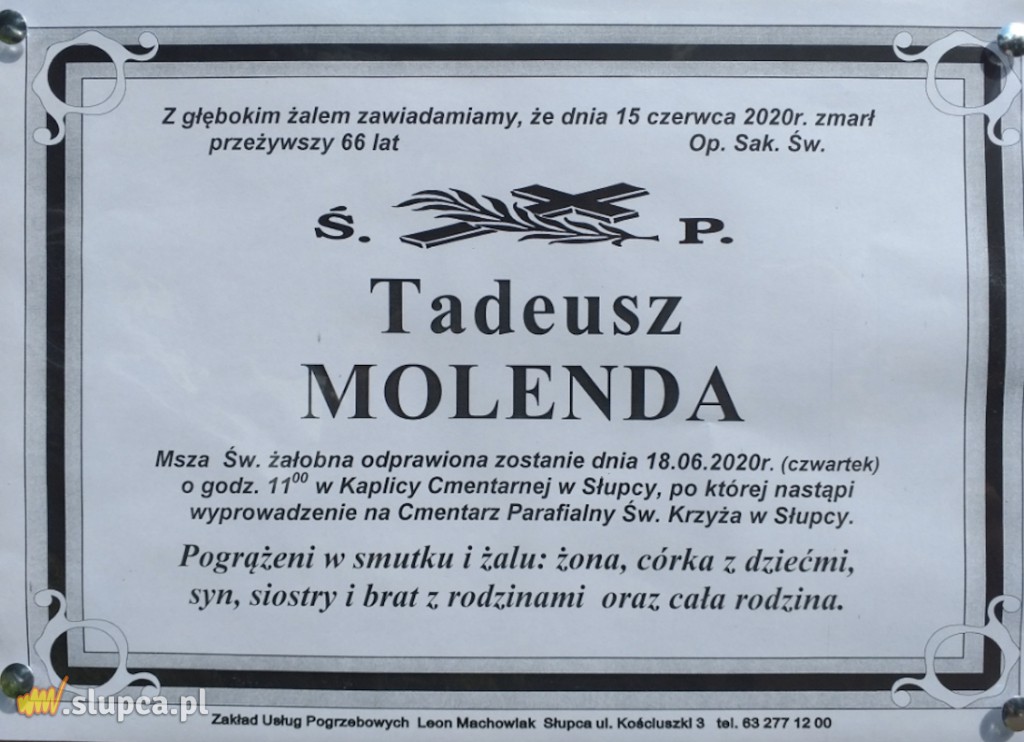 Z głębokim żalem zawiadamiamy, że dnia 15 czerwca 2020r. zmarł
przeżywszy 66 lat Op. Sak. Św.
Ś. P.
Tadeusz
MOLENDA
Msza Św. żałobna odprawiona zostanie dnia 18.06.2020r. (czwartek)
o godz. 11⁰⁰ w Kaplicy Cmentarnej w Słupcy, po której nastąpi
wyprowadzenie na Cmentarz Parafialny Św. Krzyża w Słupcy.
Pogrążeni w smutku i żalu: żona, córka z dziećmi,
syn, siostry i brat z rodzinami oraz cała rodzina.
Zakład Usług Pogrzebowych Leon Machowiak Słupca ul. Kościuszki 3 tel. 63 277 12 00
www.slupca.pl